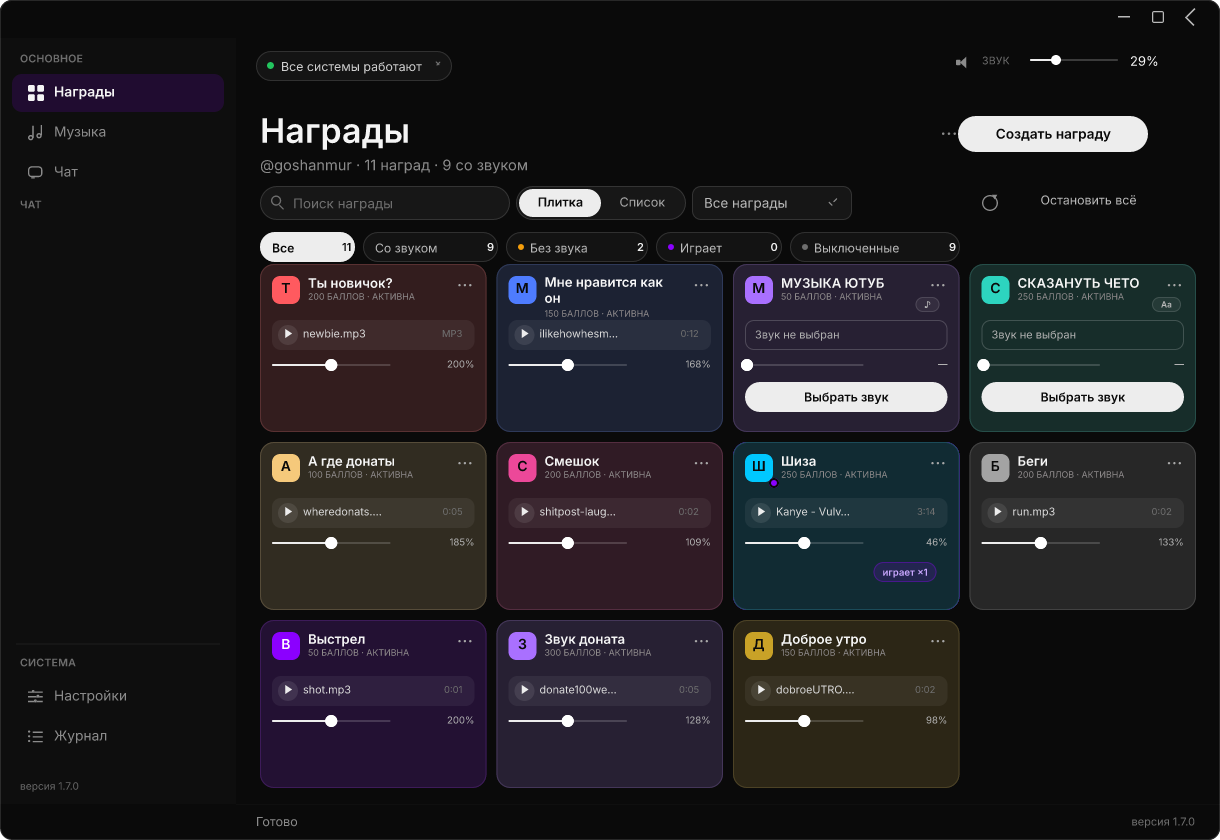 ОСНОВНОЕ
Награды
Музыка
Чат
ЧАТ
СИСТЕМА
Настройки
Журнал
версия 1.7.0
Все системы работают
ЗВУК
29%
Награды
@goshanmur · 11 наград · 9 со звуком
Создать награду
Поиск награды
Плитка
Список
Все награды
Остановить всё
Все 11
Со звуком 9
Без звука 2
Играет 0
Выключенные 9
Т
Ты новичок?
200 БАЛЛОВ · АКТИВНА
newbie.mp3
MP3
200%
М
Мне нравится как
он
150 БАЛЛОВ · АКТИВНА
ilikehowhesm...
0:12
168%
М
МУЗЫКА ЮТУБ
50 БАЛЛОВ · АКТИВНА
Звук не выбран
—
Выбрать звук
С
СКАЗАНУТЬ ЧЕТО
250 БАЛЛОВ · АКТИВНА
Aa
Звук не выбран
—
Выбрать звук
А
А где донаты
100 БАЛЛОВ · АКТИВНА
wheredonats....
0:05
185%
С
Смешок
200 БАЛЛОВ · АКТИВНА
shitpost-laug...
0:02
109%
Ш
Шиза
250 БАЛЛОВ · АКТИВНА
Kanye - Vulv...
3:14
46%
играет ×1
Б
Беги
200 БАЛЛОВ · АКТИВНА
run.mp3
0:02
133%
В
Выстрел
50 БАЛЛОВ · АКТИВНА
shot.mp3
0:01
200%
З
Звук доната
300 БАЛЛОВ · АКТИВНА
donate100we...
0:05
128%
Д
Доброе утро
150 БАЛЛОВ · АКТИВНА
dobroeUTRO....
0:02
98%
Готово
версия 1.7.0